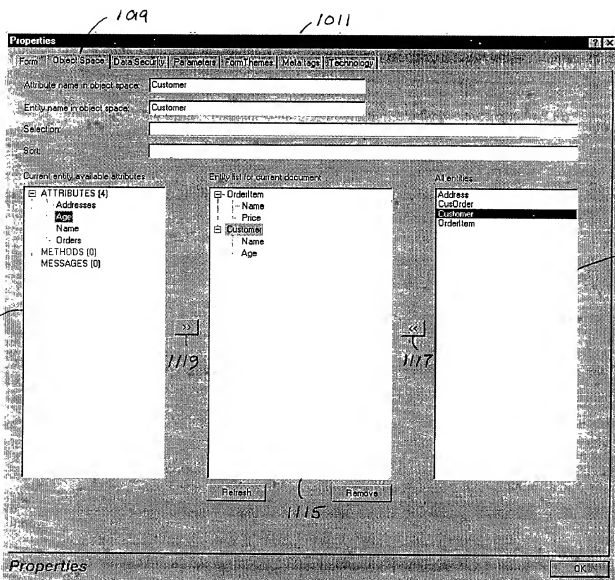 1019
1011
Properties
Form Object Space Data Security Parameters Form Themes Meta Tags Technology
Attribute name in object space: Customer
Entity name in object space: Customer
Selection:
Sort:
Current entity available attributes
ATTRIBUTES (4)
Addresses
Age
Name
Orders
METHODS (0)
MESSAGES (0)
>>
1119
Entity list for current document
OrderItem
Name
Price
Customer
Name
Age
<<
1117
All entities
Address
CusOrder
Customer
OrderItem
Refresh
Remove
1115
Properties
OK